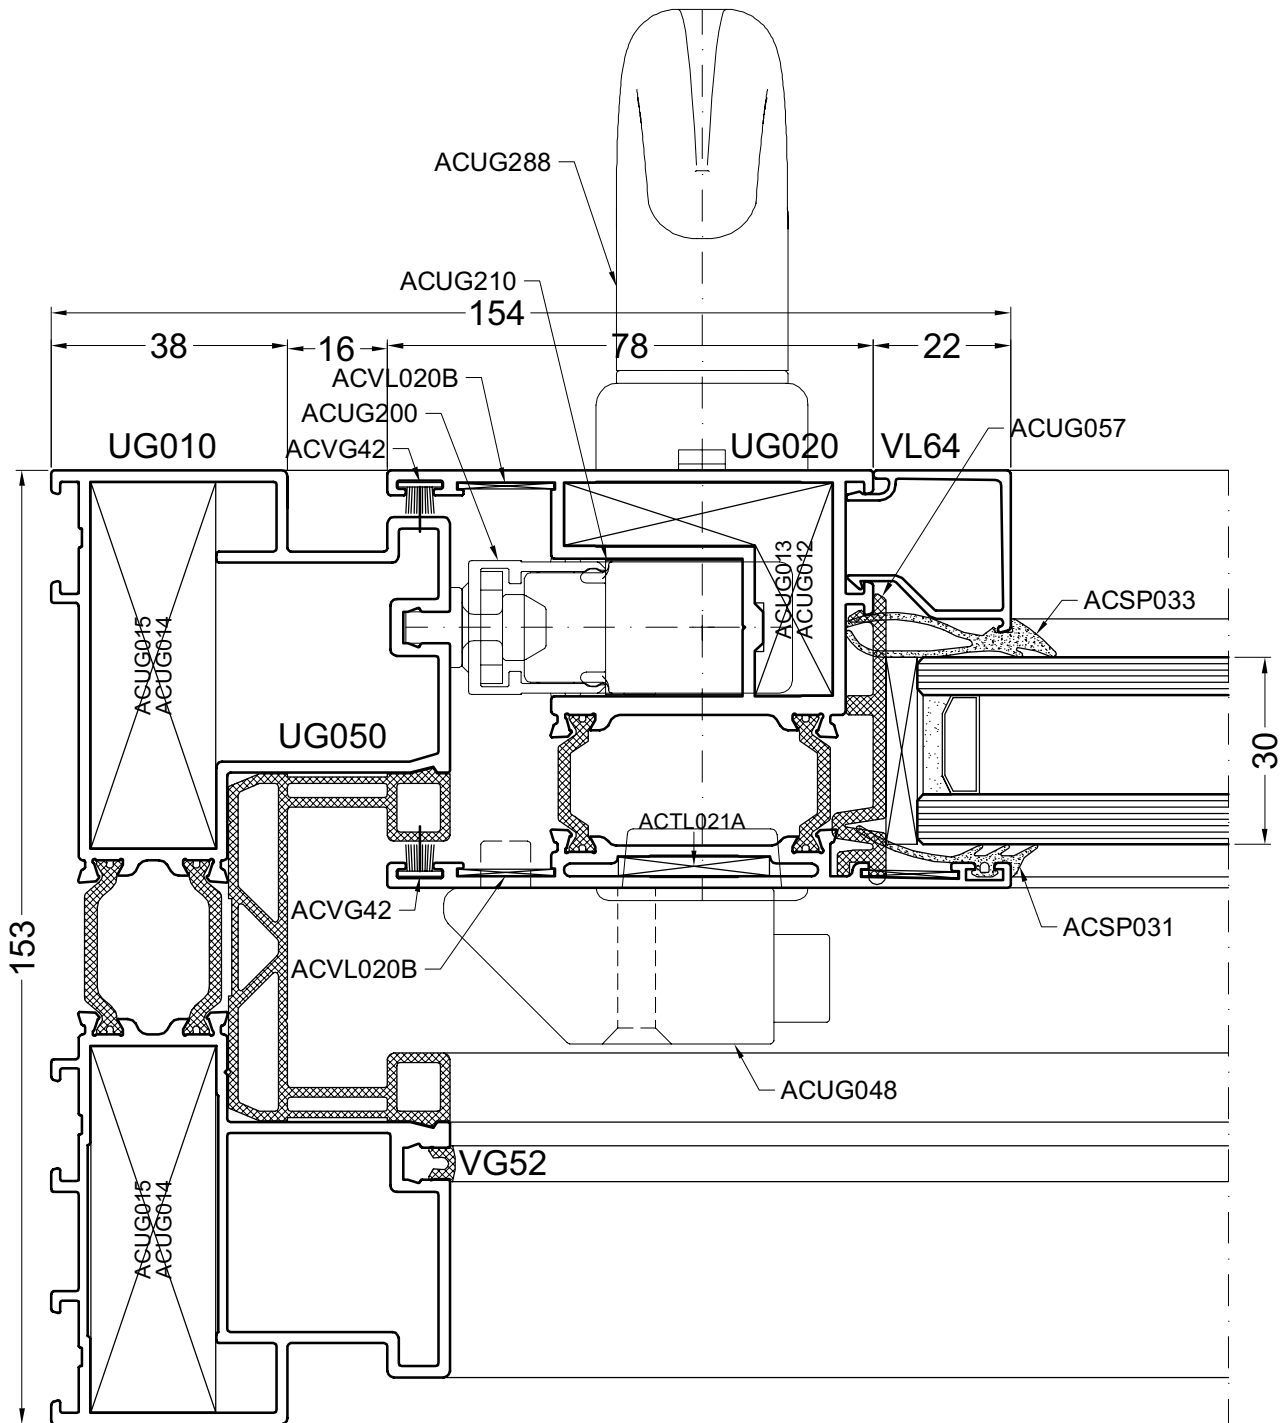 ACUG288
ACUG210
154
38
16
78
22
ACVL020B
ACUG200
ACVG42
UG010
UG020
VL64
ACUG057
ACUG013
ACUG012
ACSP033
ACUG015
ACUG014
UG050
30
ACTL021A
ACVG42
ACSP031
153
ACVL020B
ACUG048
VG52
ACUG015
ACUG014